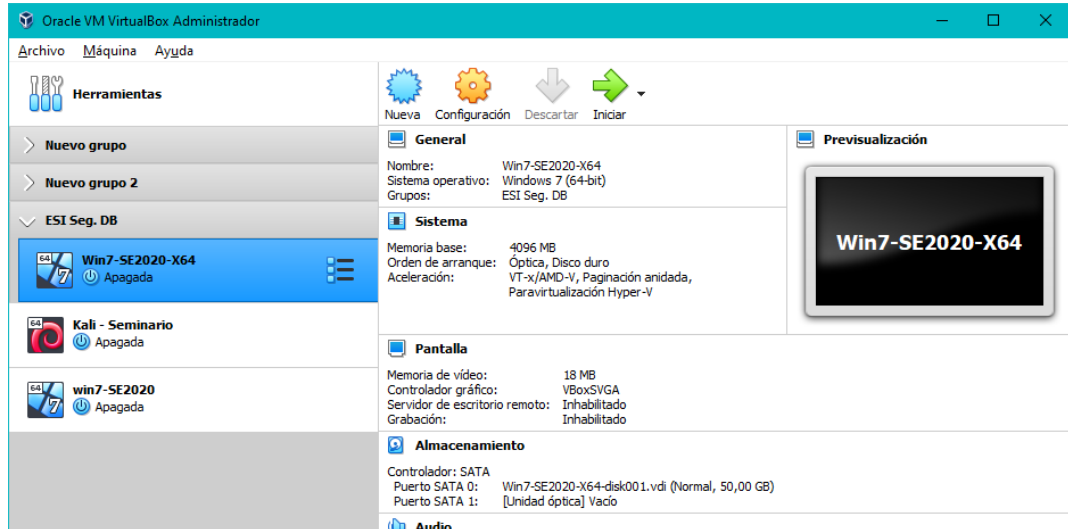 Oracle VM VirtualBox Administrador
Archivo Máquina Ayuda
Herramientas
Nuevo grupo
Nuevo grupo 2
ESI Seg. DB
64
7
Win7-SE2020-X64
Apagada
64
Kali - Seminario
Apagada
64
7
win7-SE2020
Apagada
Nueva Configuración Descartar Iniciar
General
Nombre: Win7-SE2020-X64
Sistema operativo: Windows 7 (64-bit)
Grupos: ESI Seg. DB
Previsualización
Win7-SE2020-X64
Sistema
Memoria base: 4096 MB
Orden de arranque: Óptica, Disco duro
Aceleración: VT-x/AMD-V, Paginación anidada,
Paravirtualización Hyper-V
Pantalla
Memoria de vídeo: 18 MB
Controlador gráfico: VBoxSVGA
Servidor de escritorio remoto: Inhabilitado
Grabación: Inhabilitado
Almacenamiento
Controlador: SATA
Puerto SATA 0: Win7-SE2020-X64-disk001.vdi (Normal, 50,00 GB)
Puerto SATA 1: [Unidad óptica] Vacío
Audio